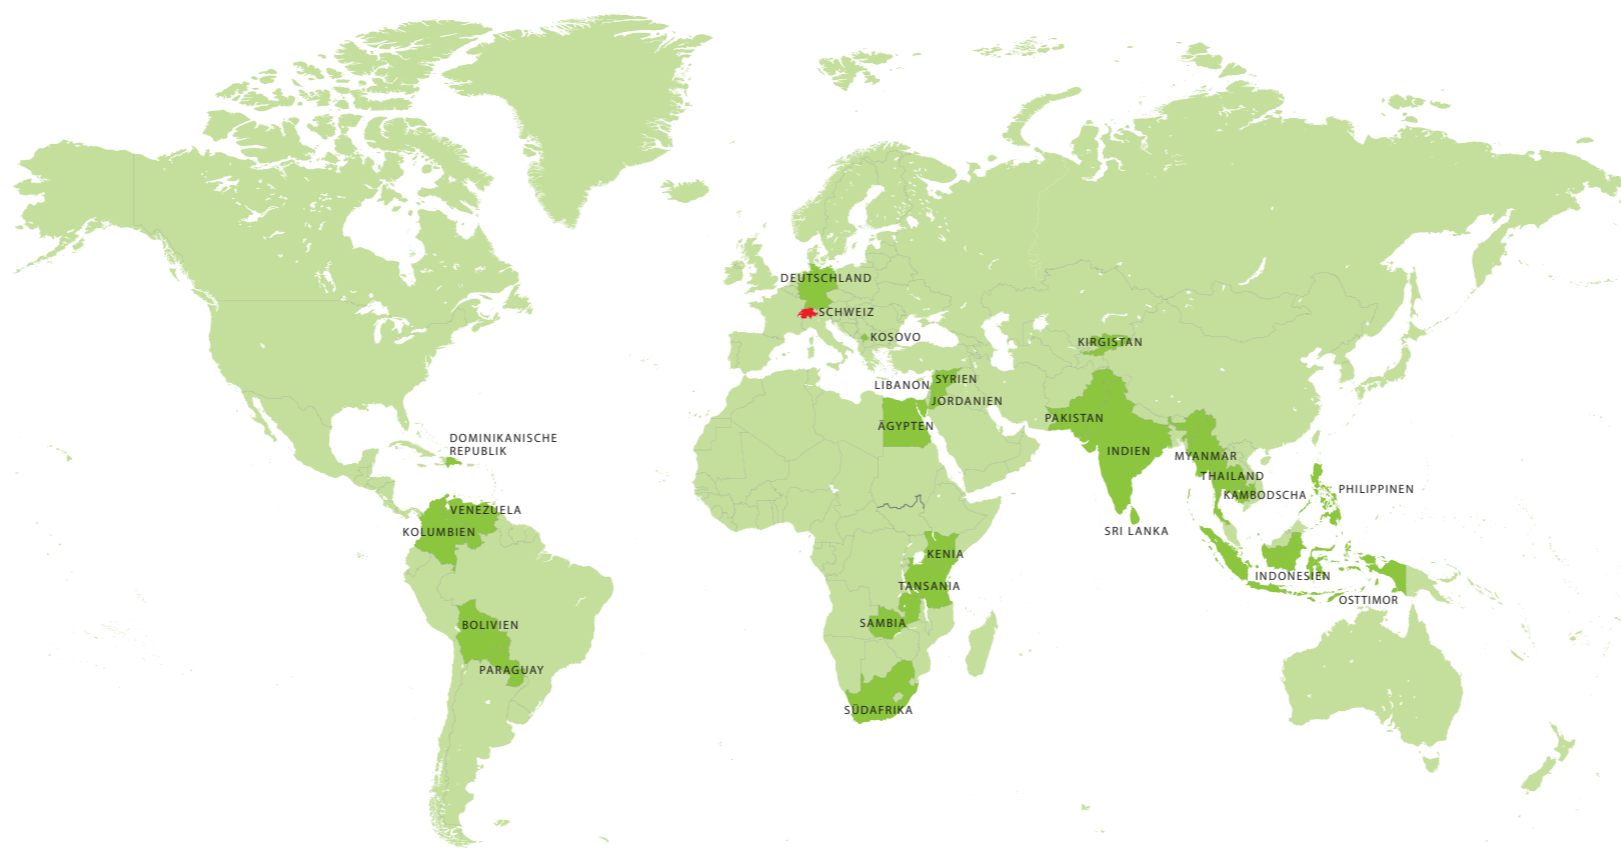 DEUTSCHLAND
SCHWEIZ
KOSOVO
KIRGISTAN
SYRIEN
LIBANON
JORDANIEN
ÄGYPTEN
PAKISTAN
INDIEN
MYANMAR
THAILAND
KAMBODSCHA
PHILIPPINEN
SRI LANKA
DOMINIKANISCHE
REPUBLIK
VENEZUELA
KOLUMBIEN
KENIA
TANSANIA
INDONESIEN
OSTTIMOR
SAMBIA
BOLIVIEN
PARAGUAY
SÜDAFRIKA